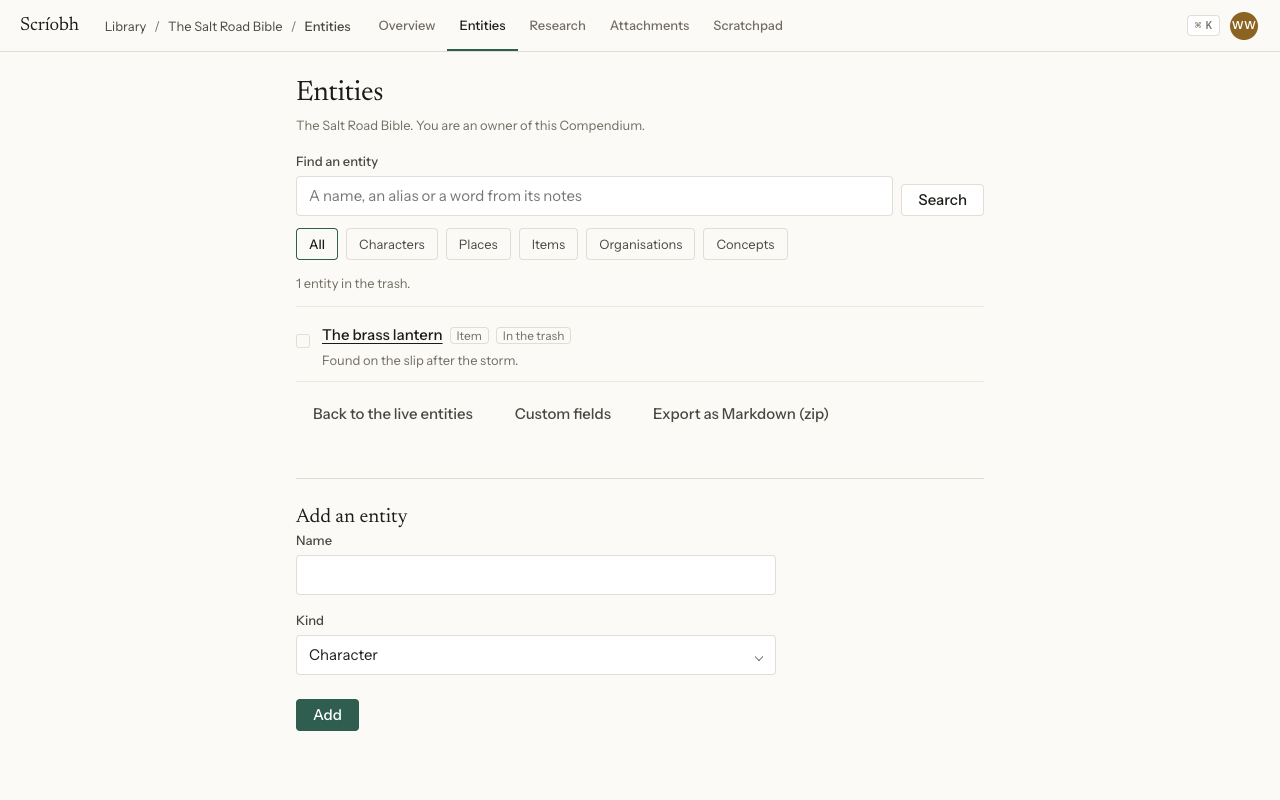 Scríobh
Library / The Salt Road Bible / Entities
Overview Entities Research Attachments Scratchpad
⌘ K
WW
Entities
The Salt Road Bible. You are an owner of this Compendium.
Find an entity
A name, an alias or a word from its notes
Search
All Characters Places Items Organisations Concepts
1 entity in the trash.
The brass lantern Item In the trash
Found on the slip after the storm.
Back to the live entities Custom fields Export as Markdown (zip)
Add an entity
Name
Kind
Character
Add